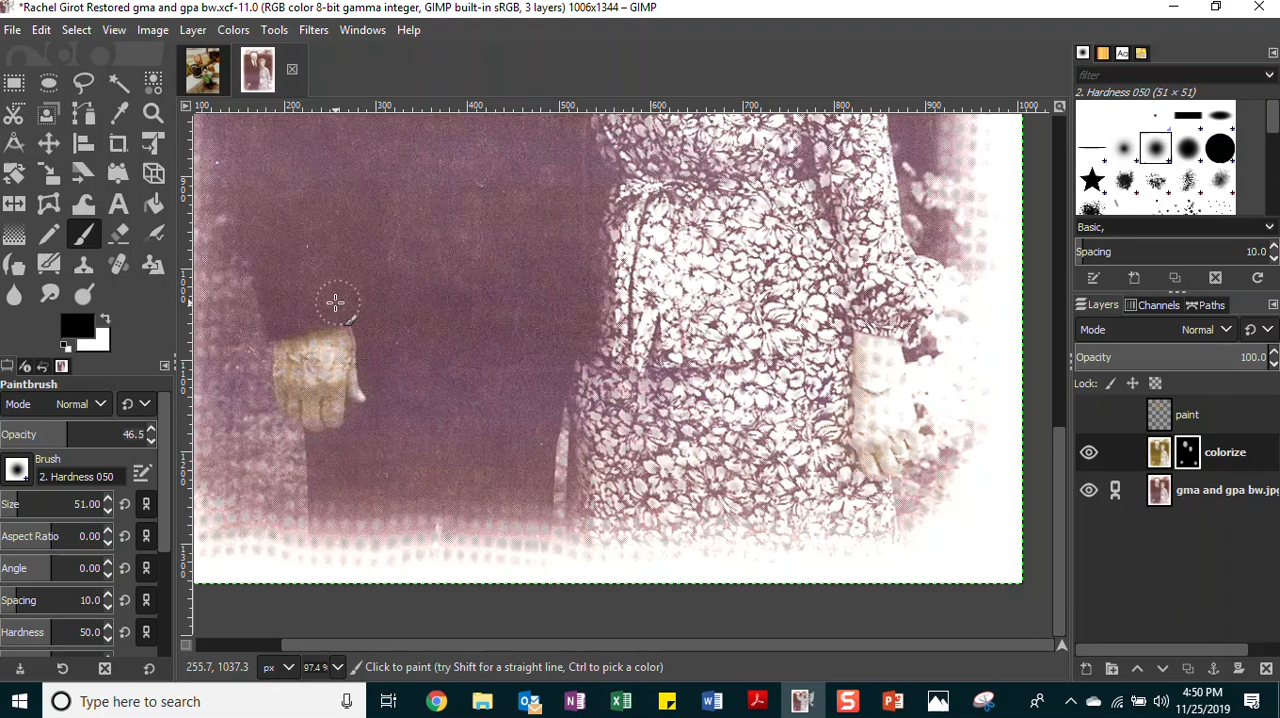 *Rachel Girot Restored gma and gpa bw.xcf-11.0 (RGB color 8-bit gamma integer, GIMP built-in sRGB, 3 layers) 1006x1344 – GIMP
File Edit Select View Image Layer Colors Tools Filters Windows Help
filter
2. Hardness 050 (51 × 51)
100 200 300 400 500 600 700 800 900 1000
900
1000
1100
1200
1300
Basic,
Spacing 10.0
Layers Channels Paths
Mode Normal
Opacity 100.0
Lock:
paint
colorize
gma and gpa bw.jpg
Paintbrush
Mode Normal
Opacity 46.5
Brush
2. Hardness 050
Size 51.00
Aspect Ratio 0.00
Angle 0.00
Spacing 10.0
Hardness 50.0
255.7, 1037.3 px 97.4 % Click to paint (try Shift for a straight line, Ctrl to pick a color)
Type here to search
4:50 PM
11/25/2019